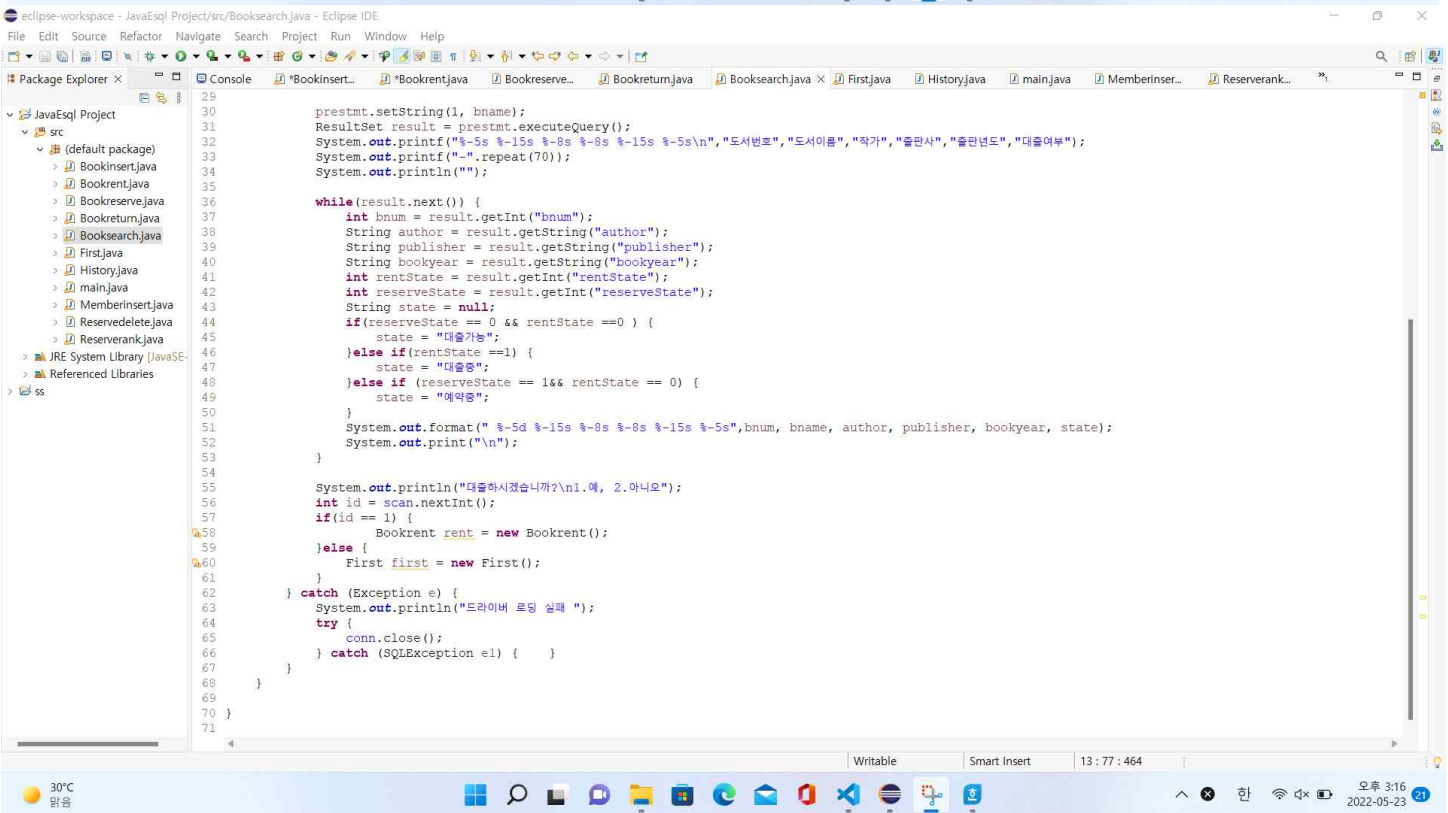 eclipse-workspace - JavaEsql Project/src/Booksearch.java - Eclipse IDE
File Edit Source Refactor Navigate Search Project Run Window Help
Package Explorer
Console *Bookinsert... *Bookrent.java Bookreserve... Bookreturn.java Booksearch.java First.java History.java main.java Memberinser... Reserverank... »1
JavaEsql Project
src
(default package)
Bookinsert.java
Bookrent.java
Bookreserve.java
Bookreturn.java
Booksearch.java
First.java
History.java
main.java
Memberinsert.java
Reservedelete.java
Reserverank.java
JRE System Library [JavaSE-
Referenced Libraries
ss
29
30 prestmt.setString(1, bname);
31 ResultSet result = prestmt.executeQuery();
32 System.out.printf("%-5s %-15s %-8s %-8s %-15s %-5s\n","도서번호","도서이름","작가","출판사","출판년도","대출여부");
33 System.out.printf("-".repeat(70));
34 System.out.println("");
35
36 while(result.next()) {
37 int bnum = result.getInt("bnum");
38 String author = result.getString("author");
39 String publisher = result.getString("publisher");
40 String bookyear = result.getString("bookyear");
41 int rentState = result.getInt("rentState");
42 int reserveState = result.getInt("reserveState");
43 String state = null;
44 if(reserveState == 0 && rentState ==0 ) {
45 state = "대출가능";
46 }else if(rentState ==1) {
47 state = "대출중";
48 }else if (reserveState == 1&& rentState == 0) {
49 state = "예약중";
50 }
51 System.out.format(" %-5d %-15s %-8s %-8s %-15s %-5s",bnum, bname, author, publisher, bookyear, state);
52 System.out.print("\n");
53 }
54
55 System.out.println("대출하시겠습니까?\n1.예, 2.아니오");
56 int id = scan.nextInt();
57 if(id == 1) {
58 Bookrent rent = new Bookrent();
59 }else {
60 First first = new First();
61 }
62 } catch (Exception e) {
63 System.out.println("드라이버 로딩 실패 ");
64 try {
65 conn.close();
66 } catch (SQLException e1) { }
67 }
68 }
69
70 }
71
Writable Smart Insert 13 : 77 : 464
30°C
맑음
한
오후 3:16
2022-05-23
21